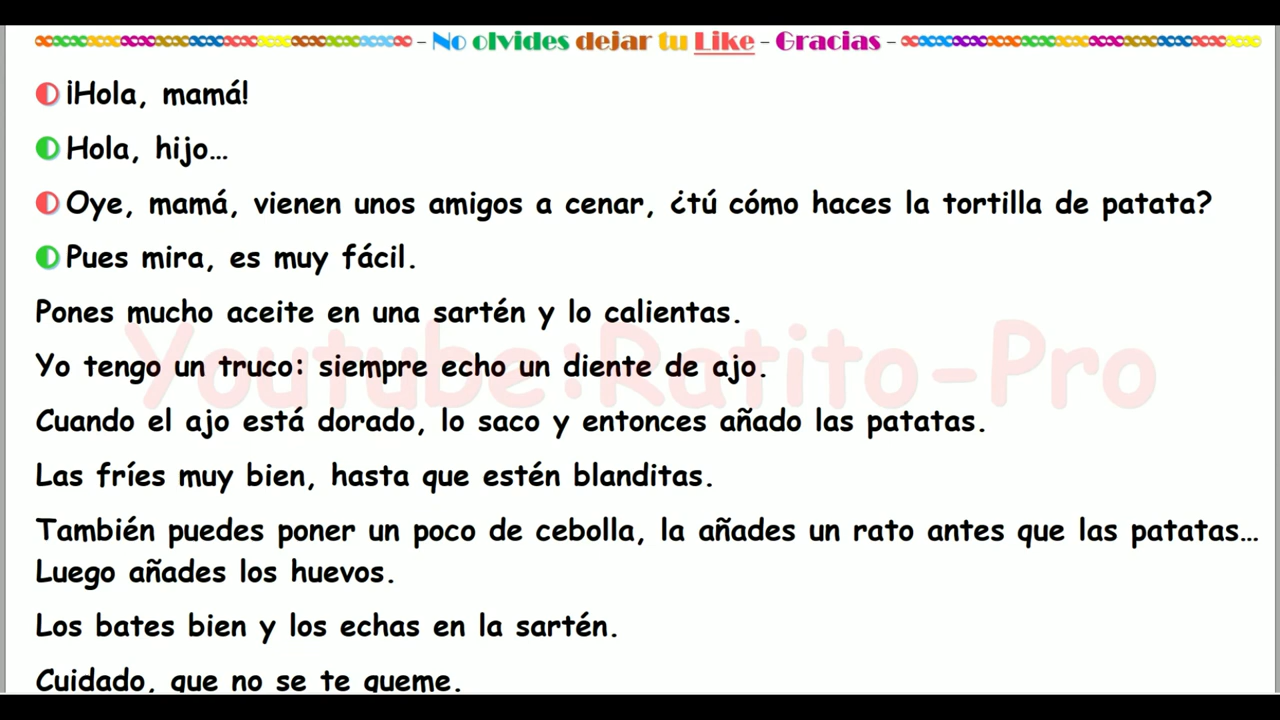 - No olvides dejar tu Like - Gracias -
¡Hola, mamá!
Hola, hijo...
Oye, mamá, vienen unos amigos a cenar, ¿tú cómo haces la tortilla de patata?
Pues mira, es muy fácil.
Pones mucho aceite en una sartén y lo calientas.
Youtube:Ratito-Pro
Yo tengo un truco: siempre echo un diente de ajo.
Cuando el ajo está dorado, lo saco y entonces añado las patatas.
Las fríes muy bien, hasta que estén blanditas.
También puedes poner un poco de cebolla, la añades un rato antes que las patatas...
Luego añades los huevos.
Los bates bien y los echas en la sartén.
Cuidado, que no se te queme.